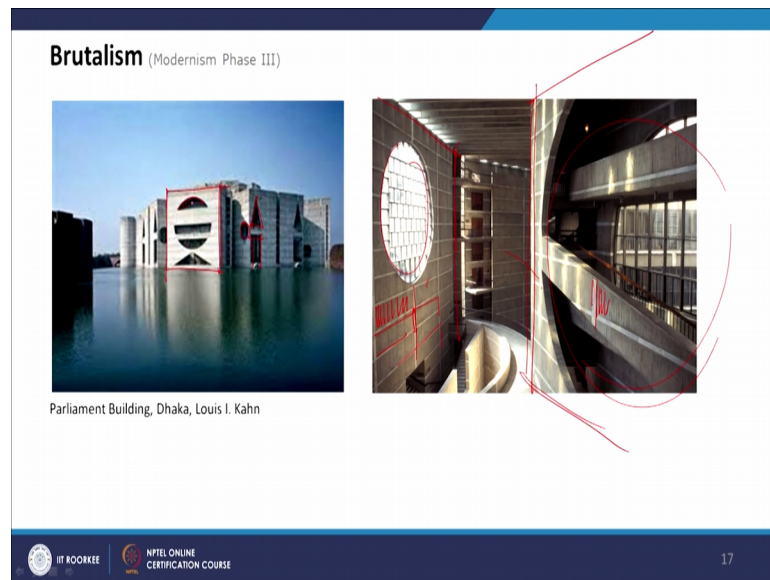 Brutalism (Modernism Phase III)
Parliament Building, Dhaka, Louis I. Kahn
IIT ROORKEE
NPTEL ONLINE
CERTIFICATION COURSE
17